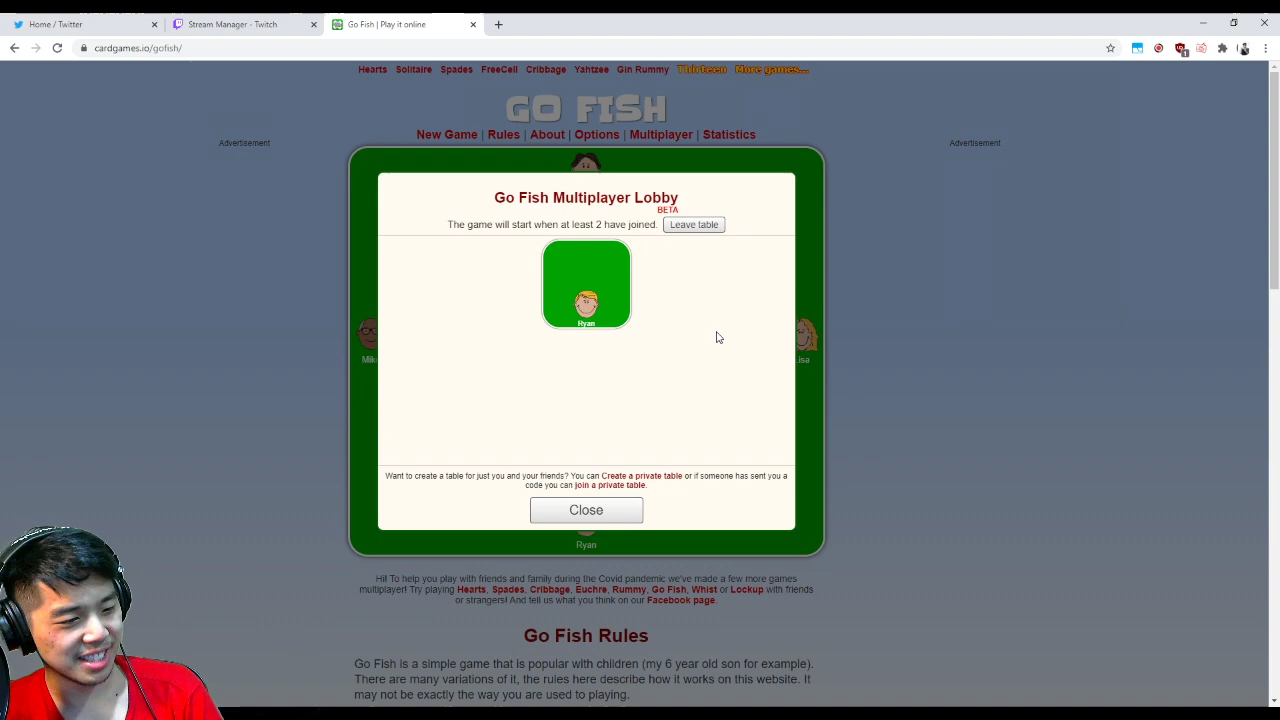 Home / Twitter
Stream Manager - Twitch
Go Fish | Play it online
cardgames.io/gofish/
1
Hearts Solitaire Spades FreeCell Cribbage Yahtzee Gin Rummy Thirteen More games...
GO FISH
New Game | Rules | About | Options | Multiplayer | Statistics
Advertisement
Advertisement
Go Fish Multiplayer Lobby
BETA
The game will start when at least 2 have joined. Leave table
Ryan
Mik
isa
Want to create a table for just you and your friends? You can Create a private table or if someone has sent you a
code you can join a private table.
Close
Ryan
Hi! To help you play with friends and family during the Covid pandemic we've made a few more games
multiplayer! Try playing Hearts, Spades, Cribbage, Euchre, Rummy, Go Fish, Whist or Lockup with friends
or strangers! And tell us what you think on our Facebook page.
Go Fish Rules
Go Fish is a simple game that is popular with children (my 6 year old son for example).
There are many variations of it, the rules here describe how it works on this website. It
may not be exactly the way you are used to playing.